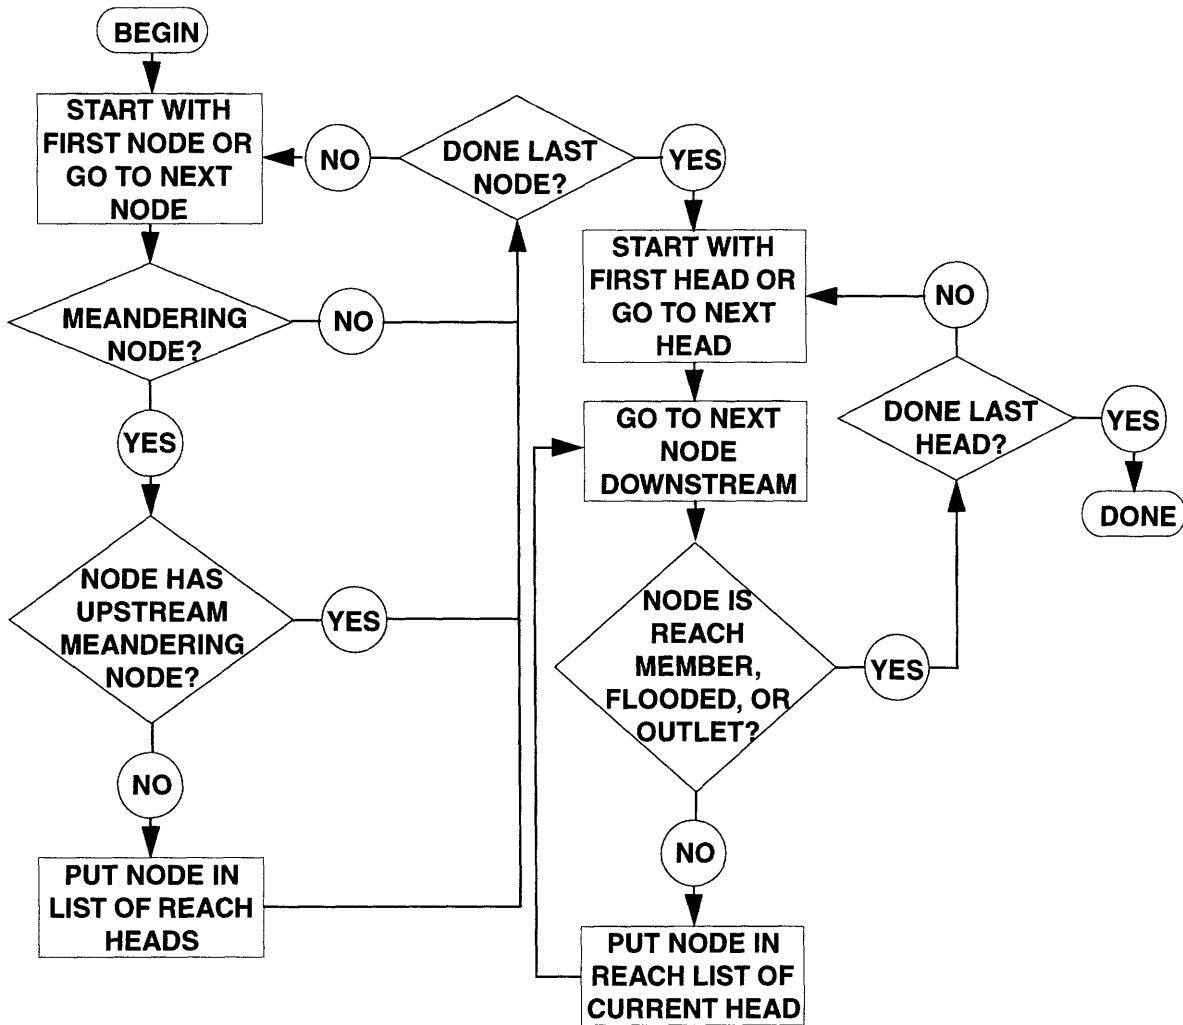 BEGIN
START WITH
FIRST NODE OR
GO TO NEXT
NODE
NO
DONE LAST
NODE?
YES
MEANDERING
NODE?
NO
YES
NODE HAS
UPSTREAM
MEANDERING
NODE?
YES
NO
PUT NODE IN
LIST OF REACH
HEADS
START WITH
FIRST HEAD OR
GO TO NEXT
HEAD
NO
GO TO NEXT
NODE
DOWNSTREAM
DONE LAST
HEAD?
YES
DONE
NODE IS
REACH
MEMBER,
FLOODED, OR
OUTLET?
YES
NO
PUT NODE IN
REACH LIST OF
CURRENT HEAD